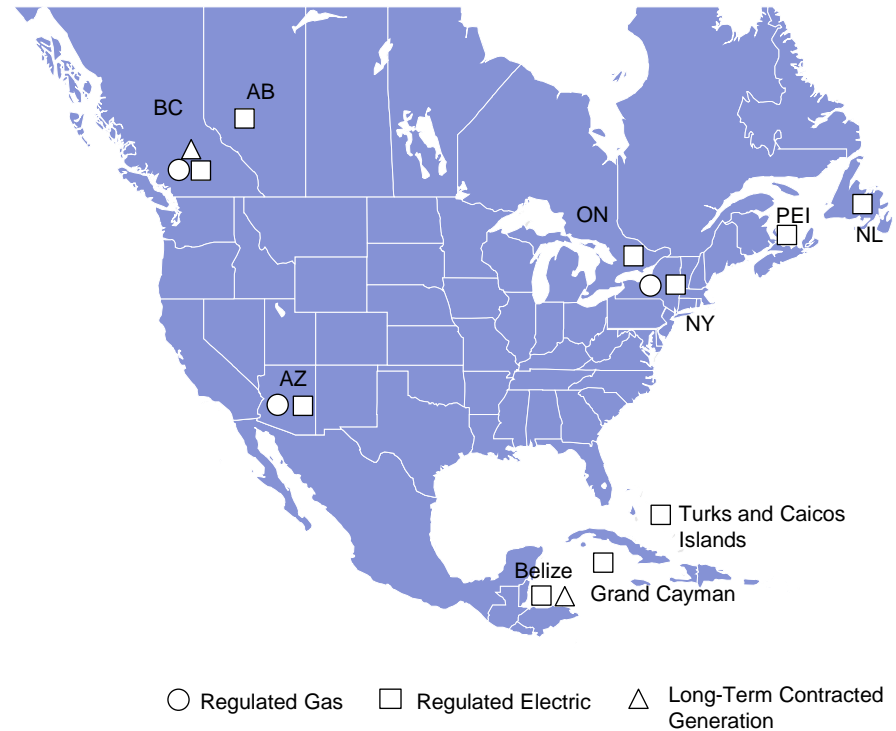 AB
BC
ON
PEI
NL
NY
AZ
Turks and Caicos
Islands
Belize
Grand Cayman
Regulated Gas
Regulated Electric
Long-Term Contracted
Generation